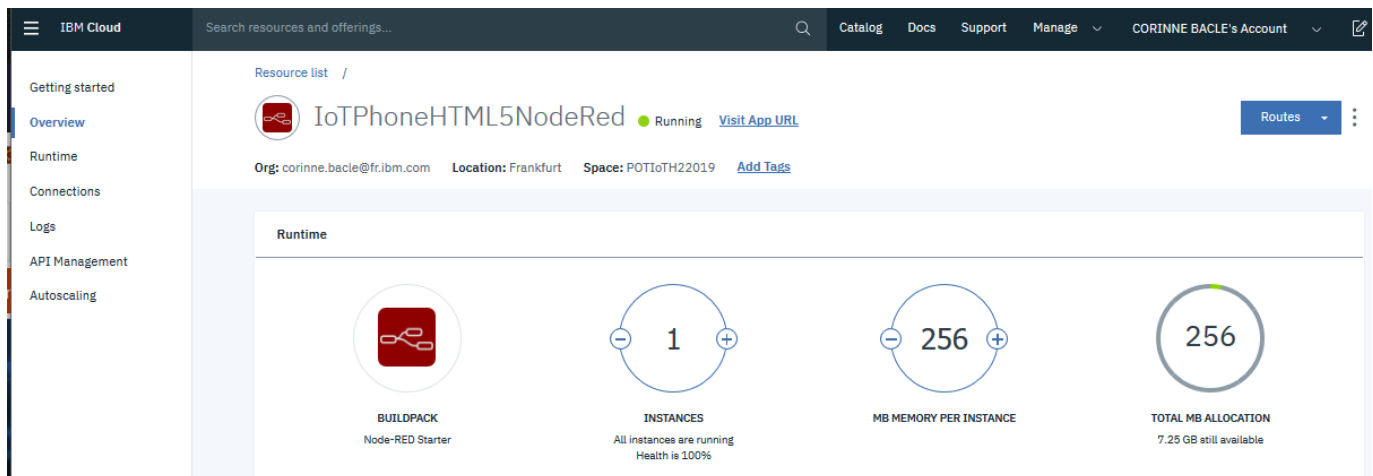 IBM Cloud
Search resources and offerings...
Catalog
Docs
Support
Manage
CORINNE BACLE's Account
Getting started
Overview
Runtime
Connections
Logs
API Management
Autoscaling
Resource list /
IoTPhoneHTML5NodeRed
Running
Visit App URL
Routes
Org: corinne.bacle@fr.ibm.com
Location: Frankfurt
Space: POTIoTH22019
Add Tags
Runtime
1
256
256
BUILDPACK
Node-RED Starter
INSTANCES
All instances are running
Health is 100%
MB MEMORY PER INSTANCE
TOTAL MB ALLOCATION
7.25 GB still available